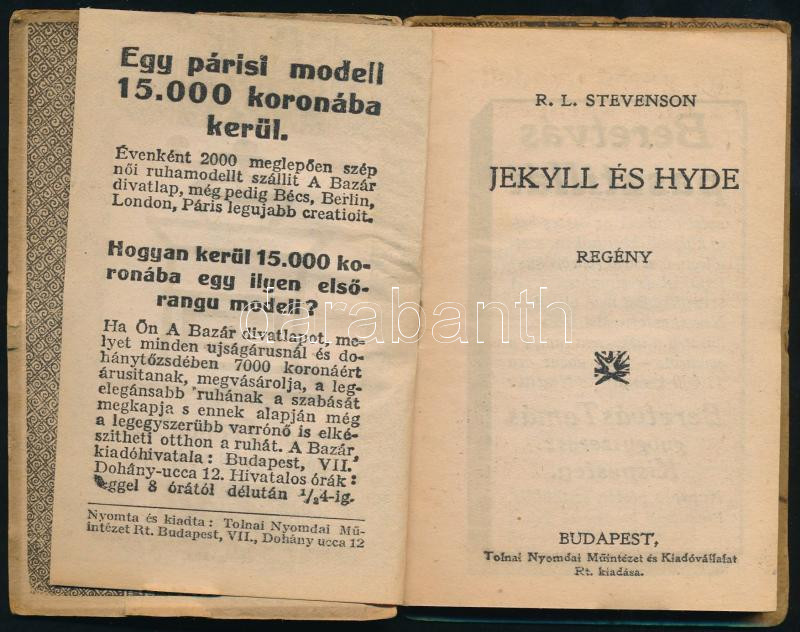 Egy párisi modell
15.000 koronába
kerül.
Évenként 2000 meglepően szép
női ruhamodellt szállit A Bazár
divatlap, még pedig Bécs, Berlin,
London, Páris legujabb creatioit.
Hogyan kerül 15.000 ko-
ronába egy ilyen első-
rangu modell?
Ha Ön A Bazár divatlapot, me-
lyet minden ujságárusnál és do-
hánytőzsdében 7000 koronáért
árusitanak, megvásárolja, a leg-
elegánsabb ruhának a szabását
megkapja s ennek alapján még
a legegyszerübb varrónő is elké-
szitheti otthon a ruhát. A Bazár
kiadóhivatala: Budapest, VII.
Dohány-ucca 12. Hivatalos órák:
reggel 8 órától délután ½4-ig.
Nyomta és kiadta: Tolnai Nyomdai Mű-
intézet Rt. Budapest, VII., Dohány ucca 12
R. L. STEVENSON
JEKYLL ÉS HYDE
REGÉNY
BUDAPEST,
Tolnai Nyomdai Műintézet és Kiadóvállalat
Rt. kiadása.
darabanth